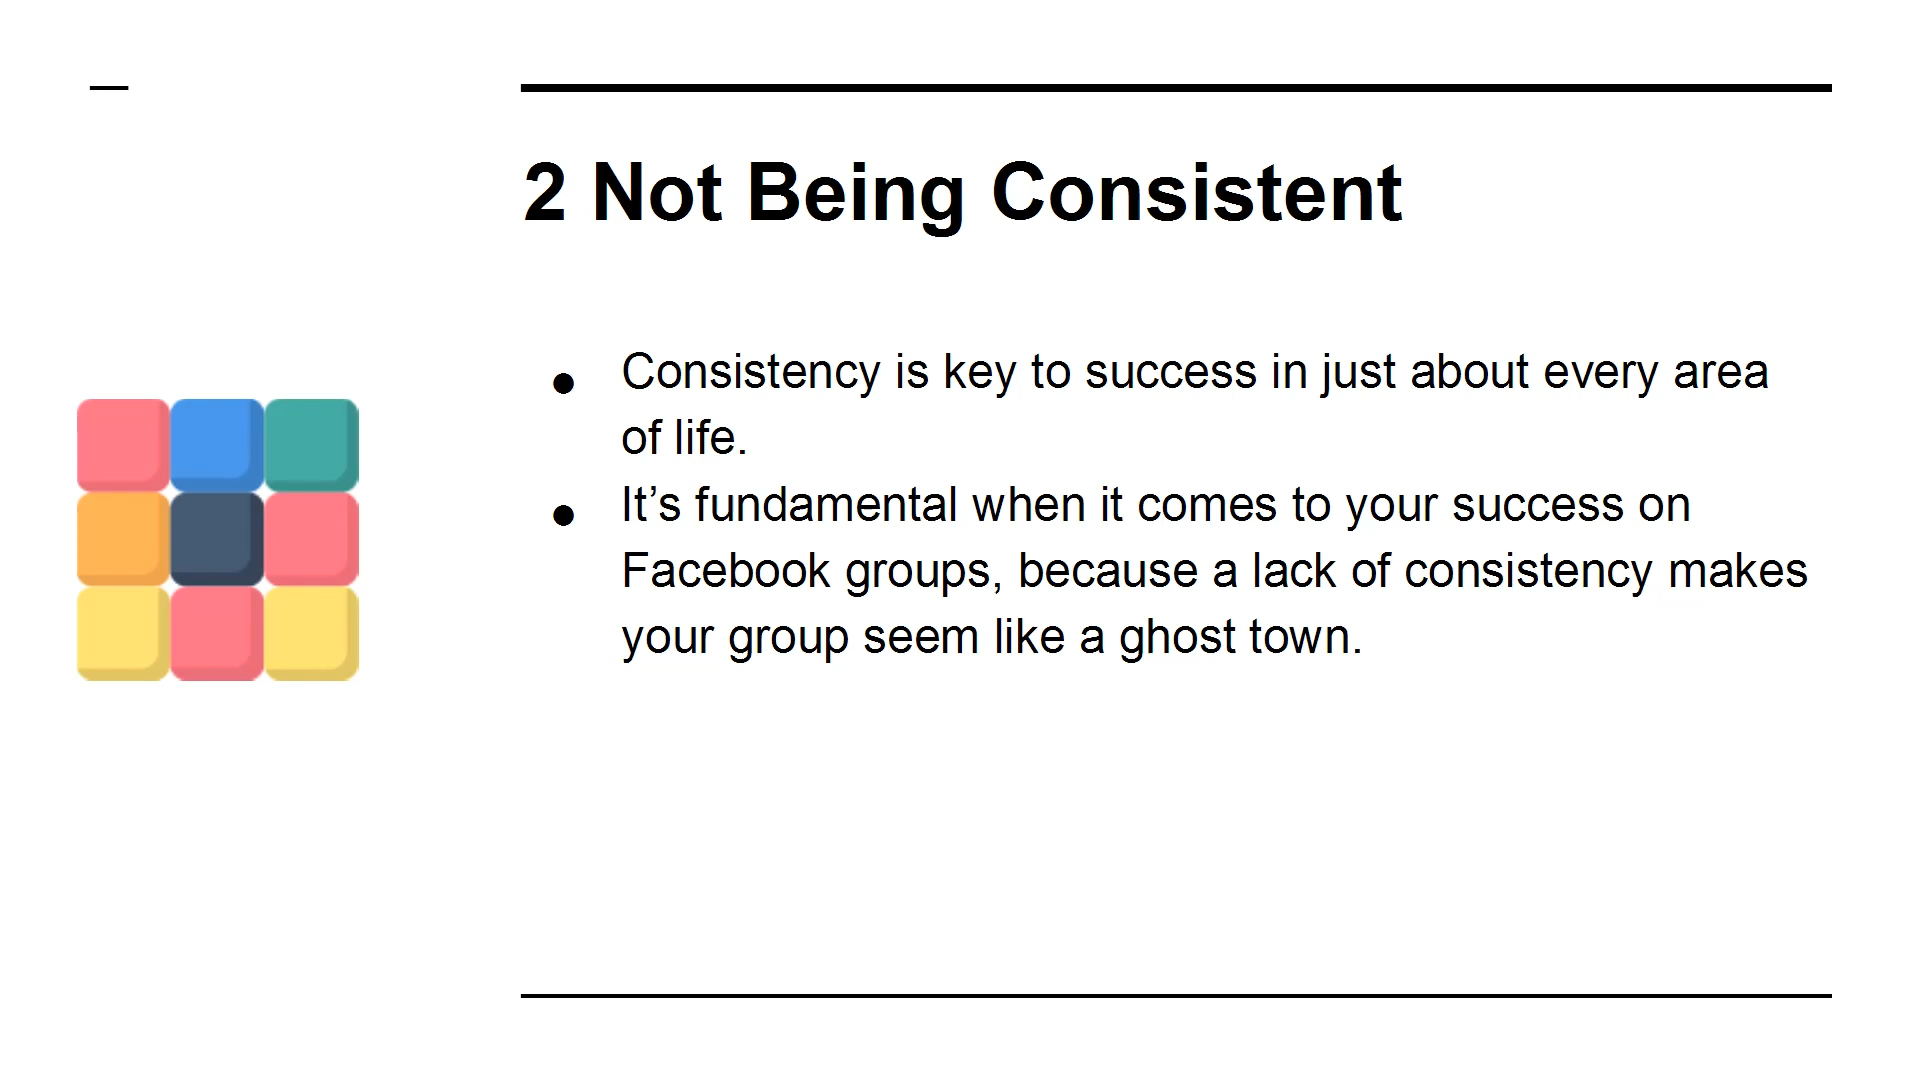 2 Not Being Consistent
● Consistency is key to success in just about every area
of life.
● It’s fundamental when it comes to your success on
Facebook groups, because a lack of consistency makes
your group seem like a ghost town.